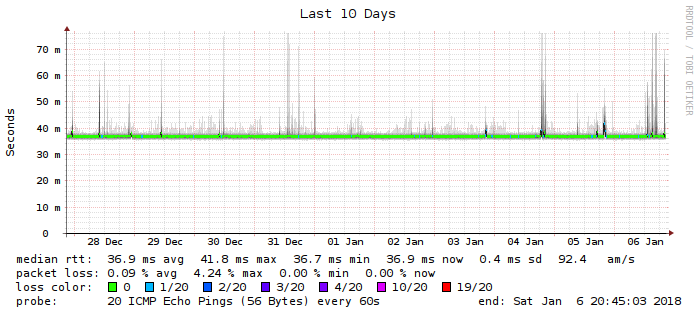 Last 10 Days
RRDTOOL / TOBI OETIKER
Seconds
70 m
60 m
50 m
40 m
30 m
20 m
10 m
0
28 Dec 29 Dec 30 Dec 31 Dec 01 Jan 02 Jan 03 Jan 04 Jan 05 Jan 06 Jan
median rtt: 36.9 ms avg 41.8 ms max 36.7 ms min 36.9 ms now 0.4 ms sd 92.4 am/s
packet loss: 0.09 % avg 4.24 % max 0.00 % min 0.00 % now
loss color: 0 1/20 2/20 3/20 4/20 10/20 19/20
probe: 20 ICMP Echo Pings (56 Bytes) every 60s end: Sat Jan 6 20:45:03 2018